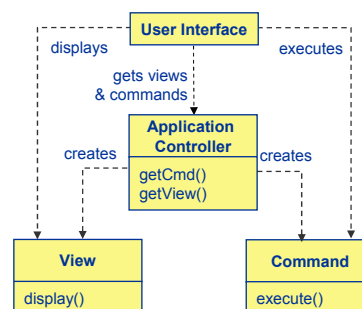 User Interface
displays
executes
gets views
& commands
Application
Controller
getCmd()
getView()
creates
creates
View
display()
Command
execute()